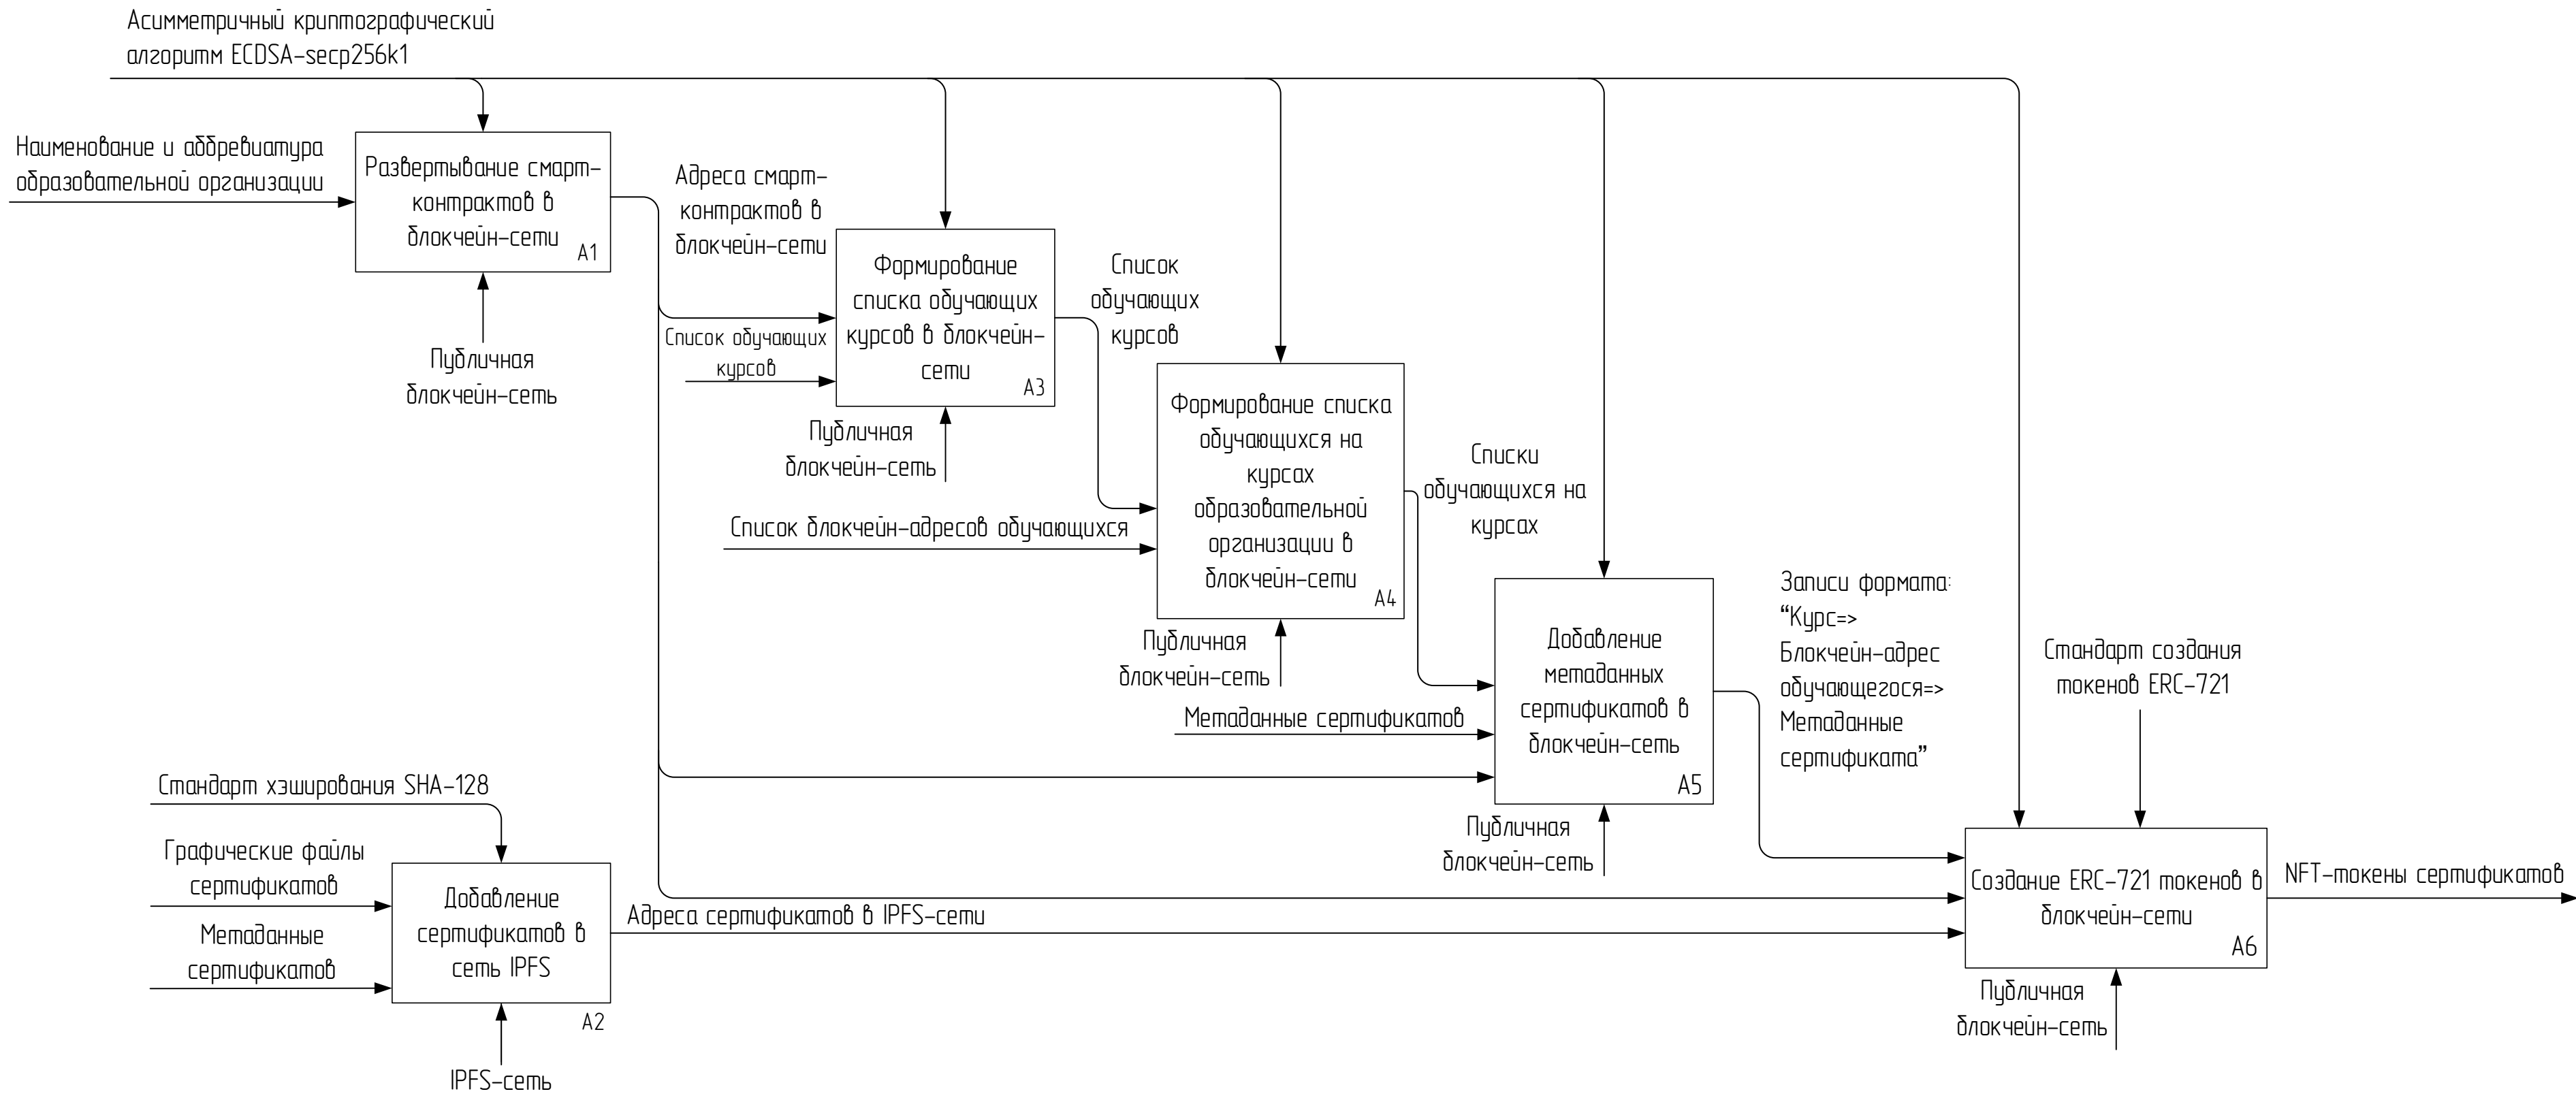 Асимметричный криптографический
алгоритм ECDSA-secp256k1
Наименование и аббревиатура
образовательной организации
Развертывание смарт-
контрактов в
блокчейн-сети
A1
Публичная
блокчейн-сеть
Адреса смарт-
контрактов в
блокчейн-сети
Список обучающих
курсов
Формирование
списка обучающих
курсов в блокчейн-
сети
A3
Публичная
блокчейн-сеть
Список
обучающих
курсов
Список блокчейн-адресов обучающихся
Формирование списка
обучающихся на
курсах
образовательной
организации в
блокчейн-сети
A4
Публичная
блокчейн-сеть
Списки
обучающихся на
курсах
Метаданные сертификатов
Добавление
метаданных
сертификатов в
блокчейн-сеть
A5
Публичная
блокчейн-сеть
Записи формата:
“Курс=>
Блокчейн-адрес
обучающегося=>
Метаданные
сертификата”
Стандарт создания
токенов ERC-721
Стандарт хэширования SHA-128
Графические файлы
сертификатов
Метаданные
сертификатов
Добавление
сертификатов в
сеть IPFS
A2
IPFS-сеть
Адреса сертификатов в IPFS-сети
Создание ERC-721 токенов в
блокчейн-сети
A6
Публичная
блокчейн-сеть
NFT-токены сертификатов